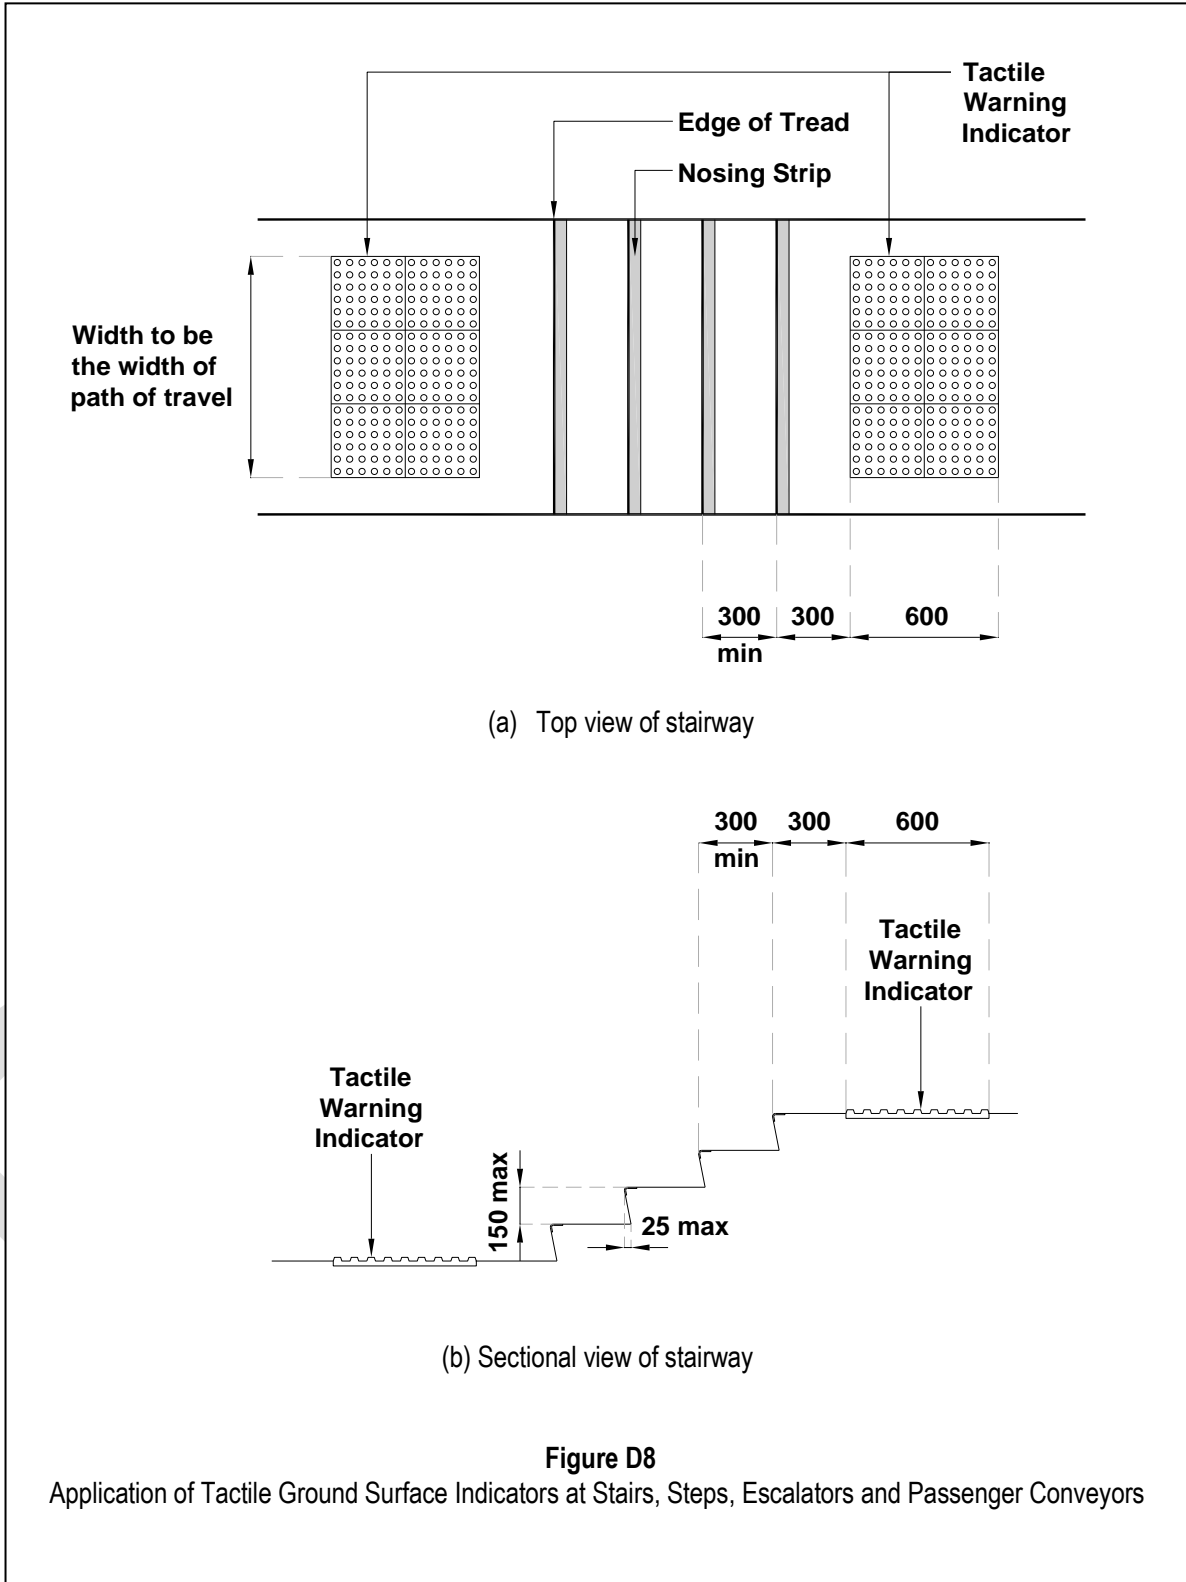 Tactile
Warning
Indicator
Edge of Tread
Nosing Strip
Width to be
the width of
path of travel
300
min
300
600
(a) Top view of stairway
300
min
300
600
Tactile
Warning
Indicator
Tactile
Warning
Indicator
150 max
25 max
(b) Sectional view of stairway
Figure D8
Application of Tactile Ground Surface Indicators at Stairs, Steps, Escalators and Passenger Conveyors